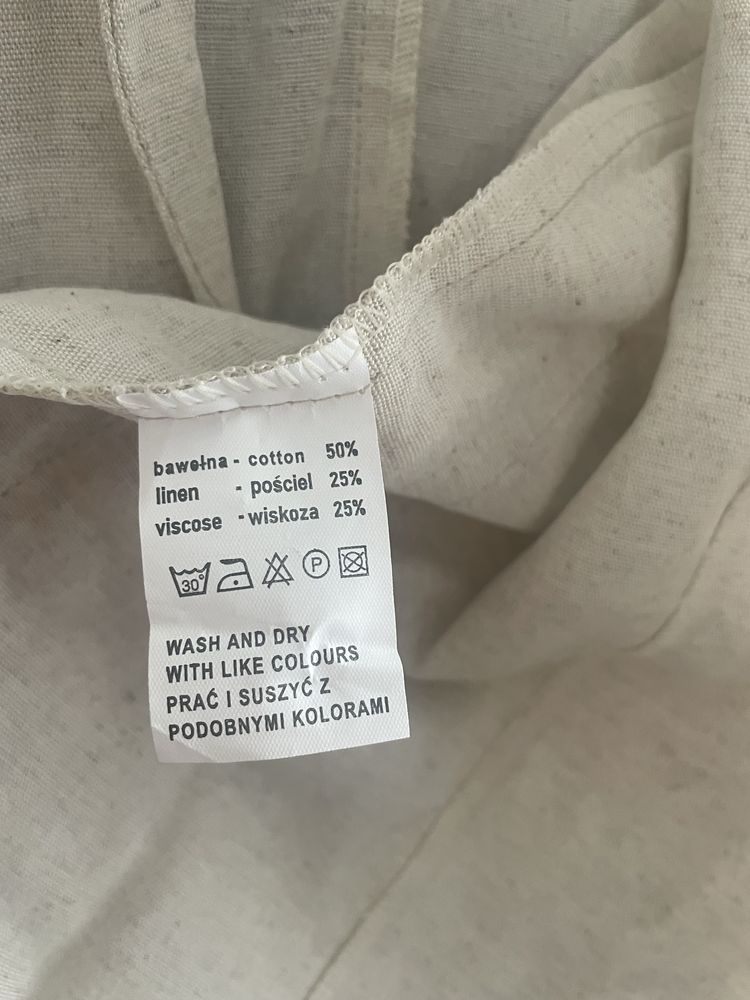 bawełna - cotton 50%
linen - pościel 25%
viscose - wiskoza 25%
30° P
WASH AND DRY
WITH LIKE COLOURS
PRAĆ I SUSZYĆ Z
PODOBNYMI KOLORAMI